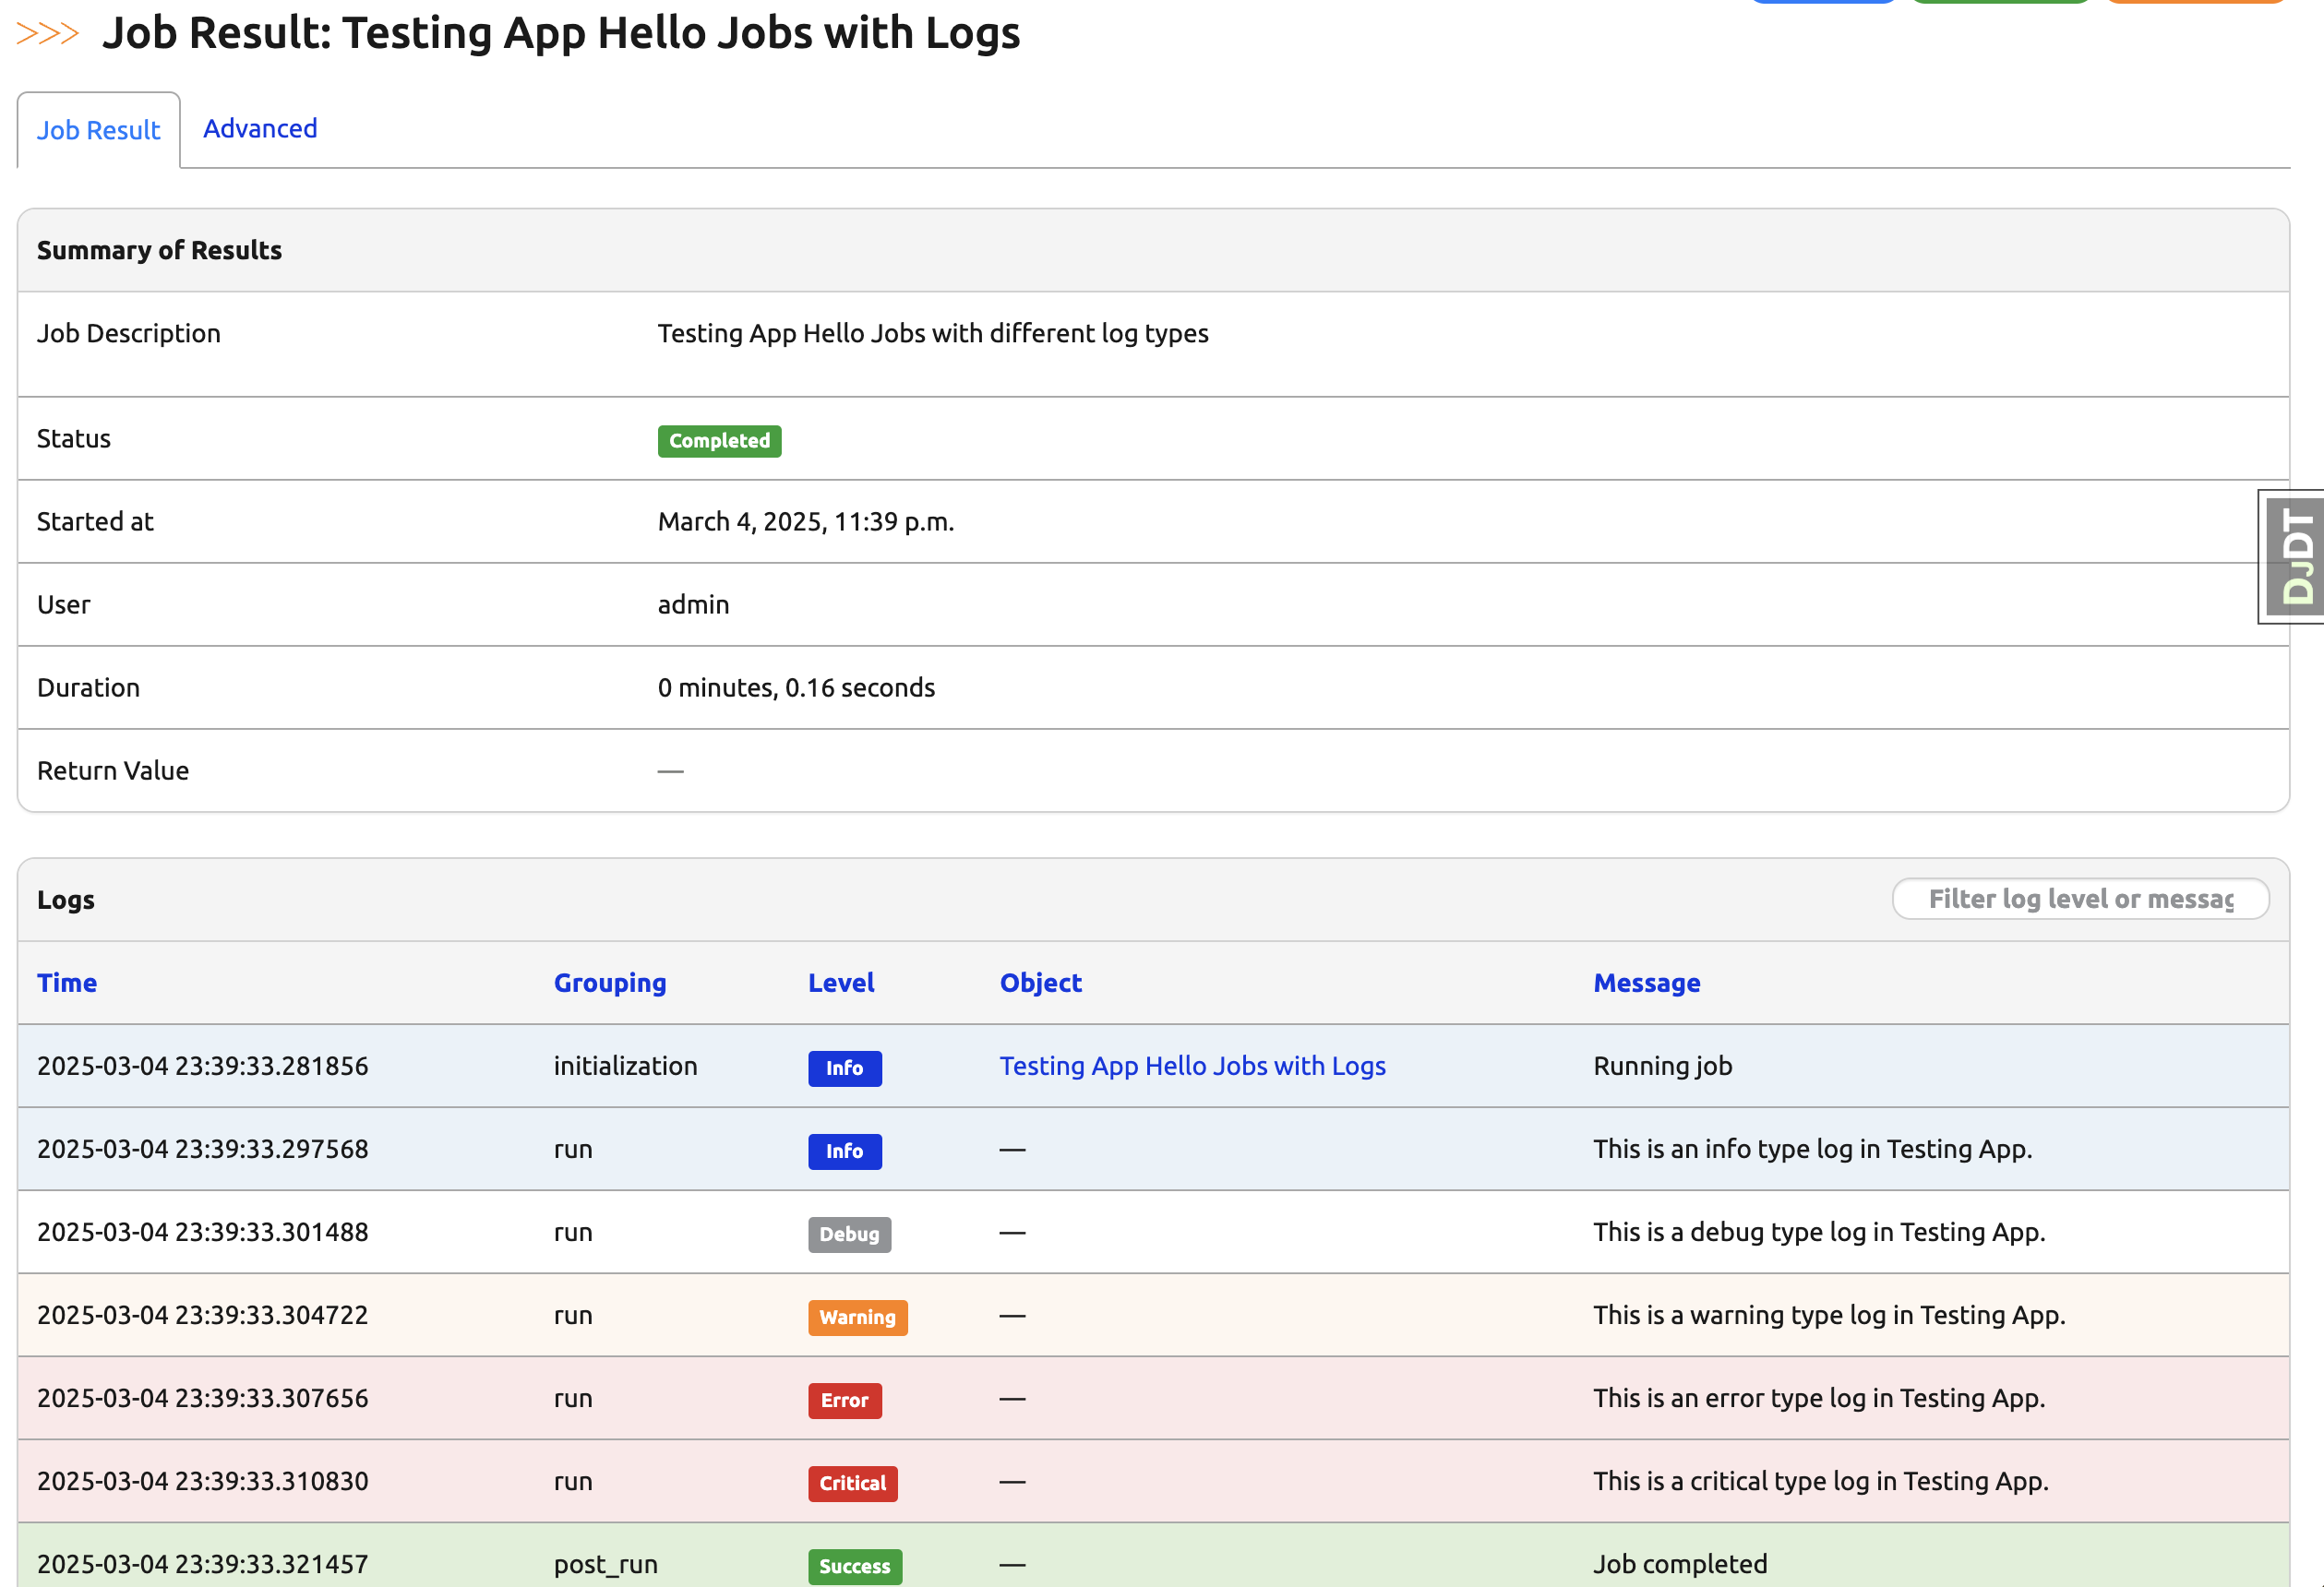 >>> Job Result: Testing App Hello Jobs with Logs
Job Result Advanced
Summary of Results
Job Description Testing App Hello Jobs with different log types
Status Completed
Started at March 4, 2025, 11:39 p.m.
User admin
Duration 0 minutes, 0.16 seconds
Return Value —
DJDT
Logs Filter log level or messag
Time Grouping Level Object Message
2025-03-04 23:39:33.281856 initialization Info Testing App Hello Jobs with Logs Running job
2025-03-04 23:39:33.297568 run Info — This is an info type log in Testing App.
2025-03-04 23:39:33.301488 run Debug — This is a debug type log in Testing App.
2025-03-04 23:39:33.304722 run Warning — This is a warning type log in Testing App.
2025-03-04 23:39:33.307656 run Error — This is an error type log in Testing App.
2025-03-04 23:39:33.310830 run Critical — This is a critical type log in Testing App.
2025-03-04 23:39:33.321457 post_run Success — Job completed